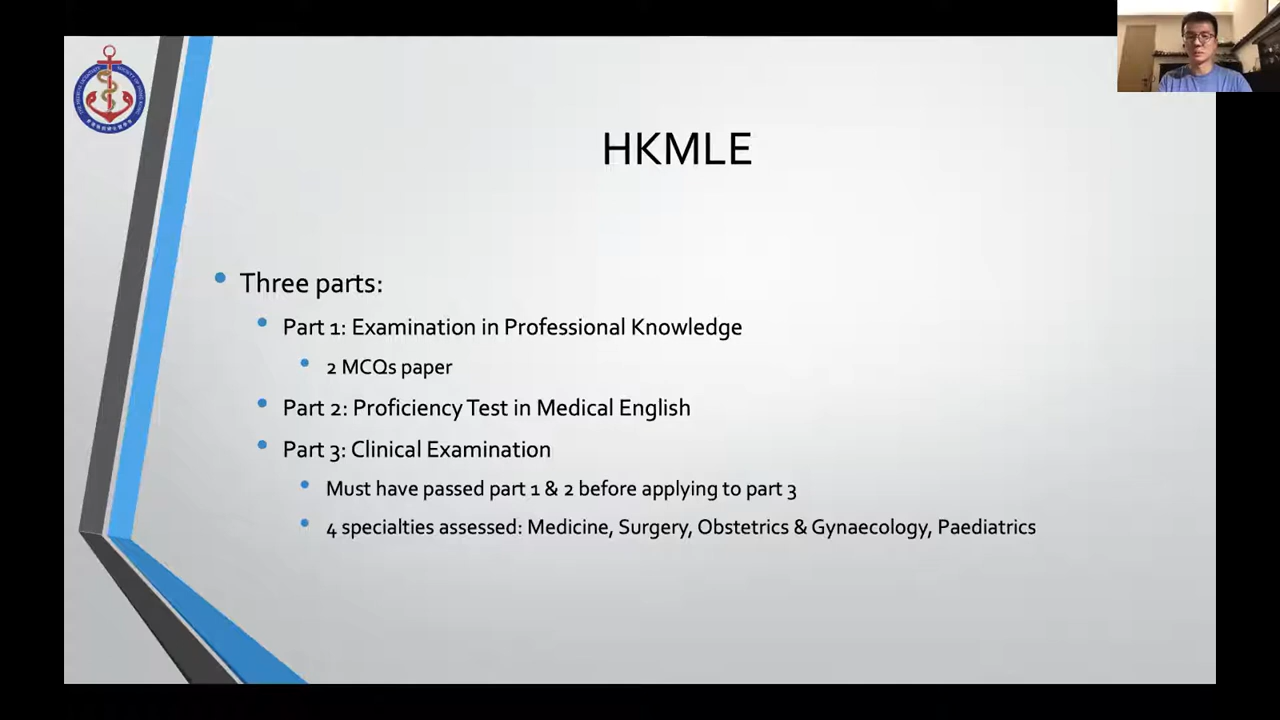 HKMLE
Three parts:
Part 1: Examination in Professional Knowledge
2 MCQs paper
Part 2: Proficiency Test in Medical English
Part 3: Clinical Examination
Must have passed part 1 & 2 before applying to part 3
4 specialties assessed: Medicine, Surgery, Obstetrics & Gynaecology, Paediatrics